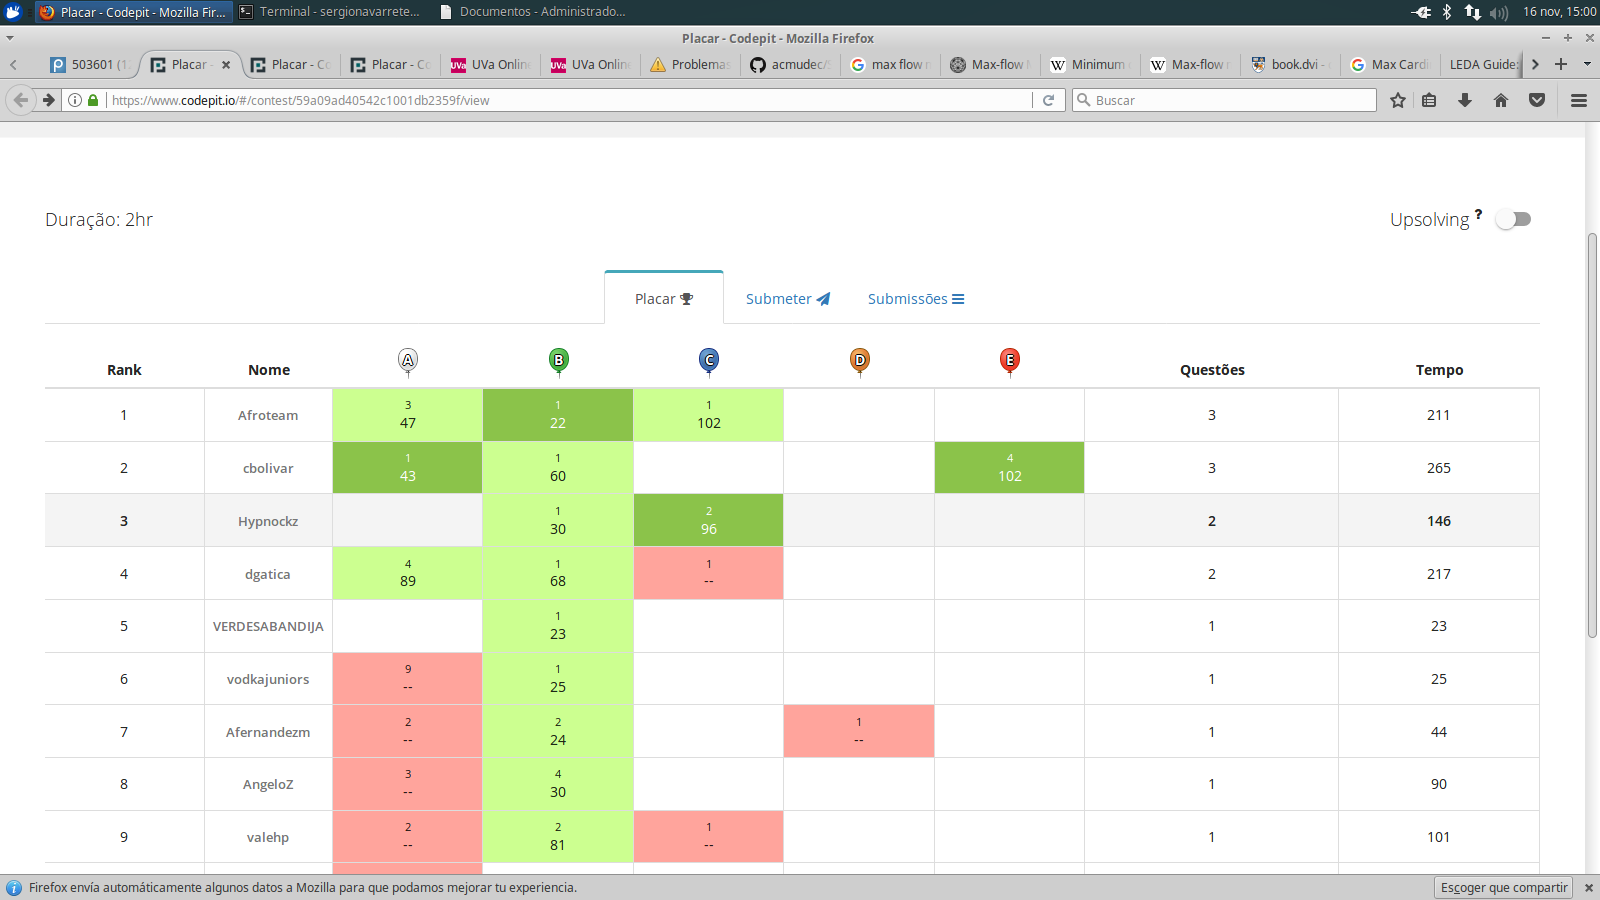 Placar - Codepit - Mozilla Fir...
Terminal - sergionavarrete...
Documentos - Administrado...
16 nov, 15:00
Placar - Codepit - Mozilla Firefox
503601 (1
Placar -
Placar - Co
Placar - Co
UVa Onlin
UVa Onlin
Problemas
acmudec/
max flow
Max-flow
Minimum
Max-flow
book.dvi -
Max Cardi
LEDA Guide:
https://www.codepit.io/#/contest/59a09ad40542c1001db2359f/view
Buscar
Duração: 2hr
Upsolving ?
Placar
Submeter
Submissões
Rank Nome A B C D E Questões Tempo
1 Afroteam 3 47 1 22 1 102 3 211
2 cbolivar 1 43 1 60 4 102 3 265
3 Hypnockz 1 30 2 96 2 146
4 dgatica 4 89 1 68 1 -- 2 217
5 VERDESABANDIJA 1 23 1 23
6 vodkajuniors 9 -- 1 25 1 25
7 Afernandezm 2 -- 2 24 1 -- 1 44
8 AngeloZ 3 -- 4 30 1 90
9 valehp 2 -- 2 81 1 -- 1 101
Firefox envía automáticamente algunos datos a Mozilla para que podamos mejorar tu experiencia.
Escoger que compartir